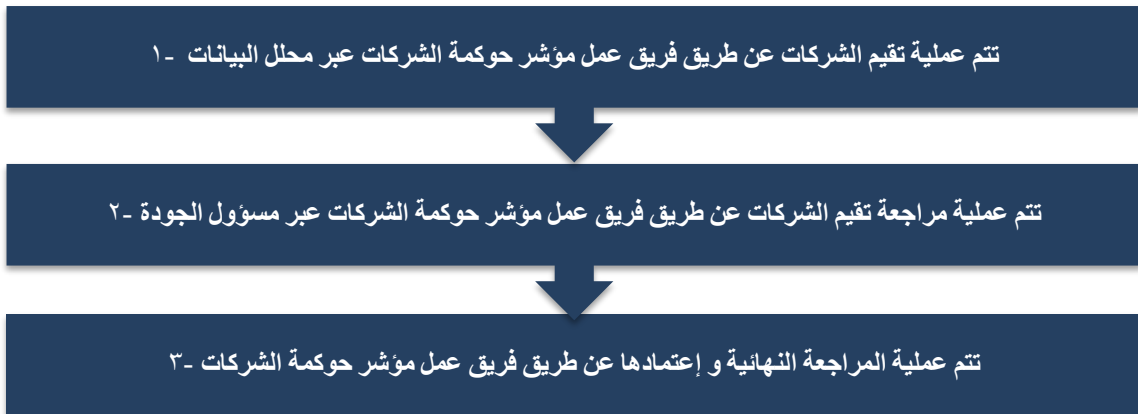 تتم عملية تقيم الشركات عن طريق فريق عمل مؤشر حوكمة الشركات عبر محلل البيانات -١
تتم عملية مراجعة تقيم الشركات عن طريق فريق عمل مؤشر حوكمة الشركات عبر مسؤول الجودة -٢
تتم عملية المراجعة النهائية و إعتمادها عن طريق فريق عمل مؤشر حوكمة الشركات -٣